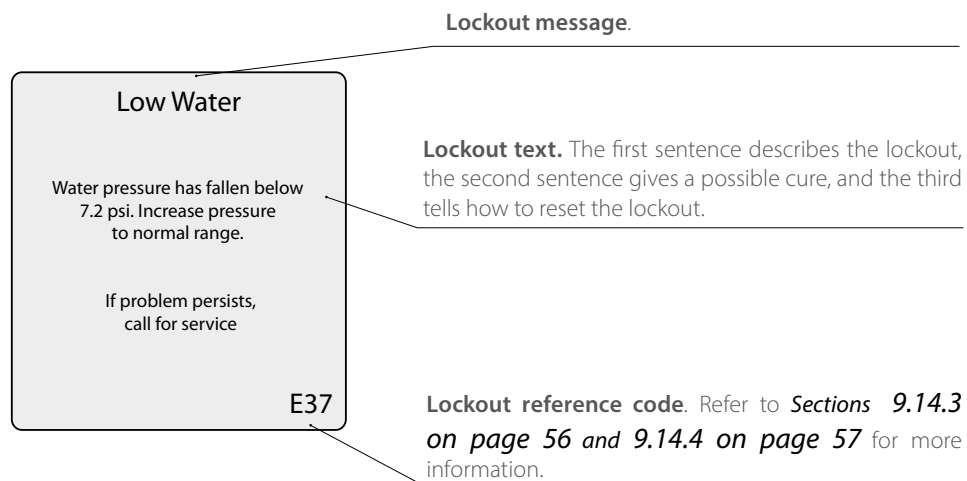 Lockout message.
Low Water
Water pressure has fallen below
7.2 psi. Increase pressure
to normal range.
If problem persists,
call for service
E37
Lockout text. The first sentence describes the lockout,
the second sentence gives a possible cure, and the third
tells how to reset the lockout.
Lockout reference code. Refer to Sections 9.14.3
on page 56 and 9.14.4 on page 57 for more
information.